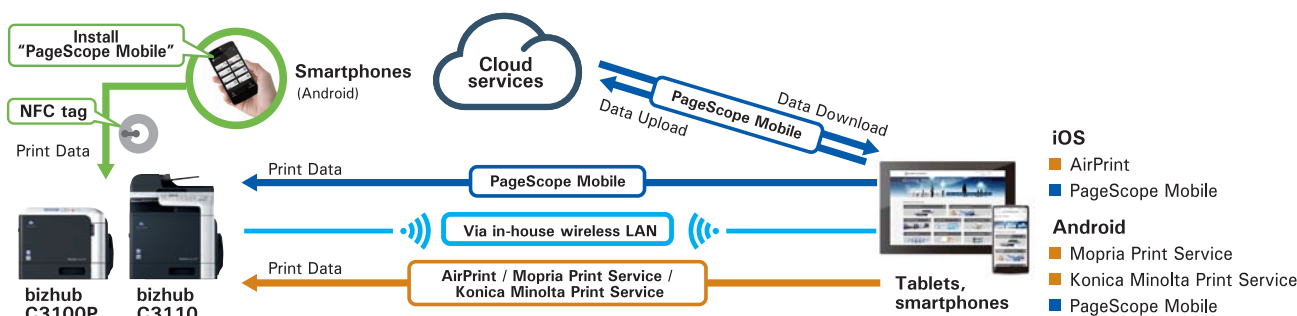 Install
“PageScope Mobile”
Smartphones
(Android)
NFC tag
Print Data
Cloud
services
PageScope Mobile
Data Download
Data Upload
Print Data
PageScope Mobile
Via in-house wireless LAN
Print Data
AirPrint / Mopria Print Service /
Konica Minolta Print Service
bizhub
C3100P
bizhub
C3110
Tablets,
smartphones
iOS
AirPrint
PageScope Mobile
Android
Mopria Print Service
Konica Minolta Print Service
PageScope Mobile